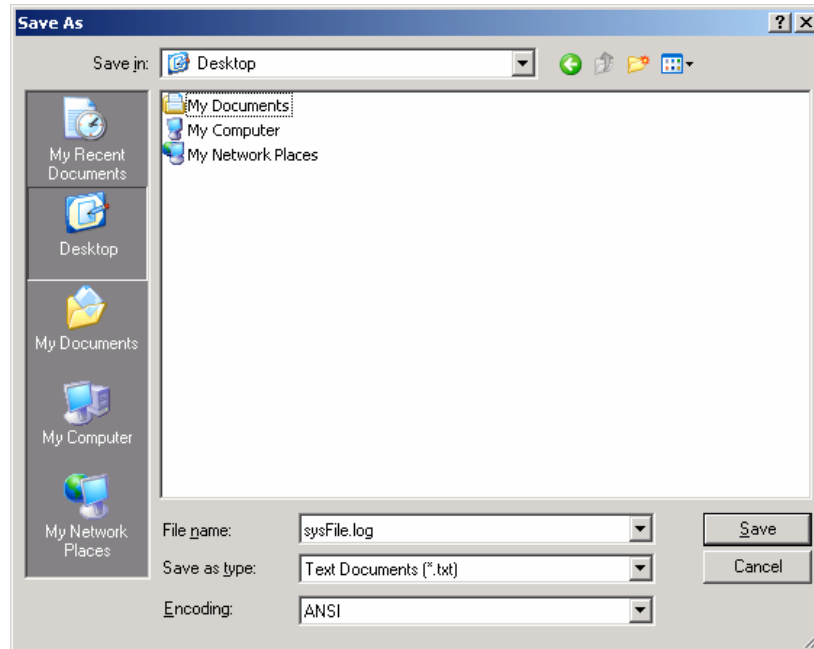 Save As
Save in:
Desktop
My Recent
Documents
Desktop
My Documents
My Computer
My Network
Places
My Documents
My Computer
My Network Places
File name:
sysFile.log
Save
Save as type:
Text Documents (*.txt)
Cancel
Encoding:
ANSI